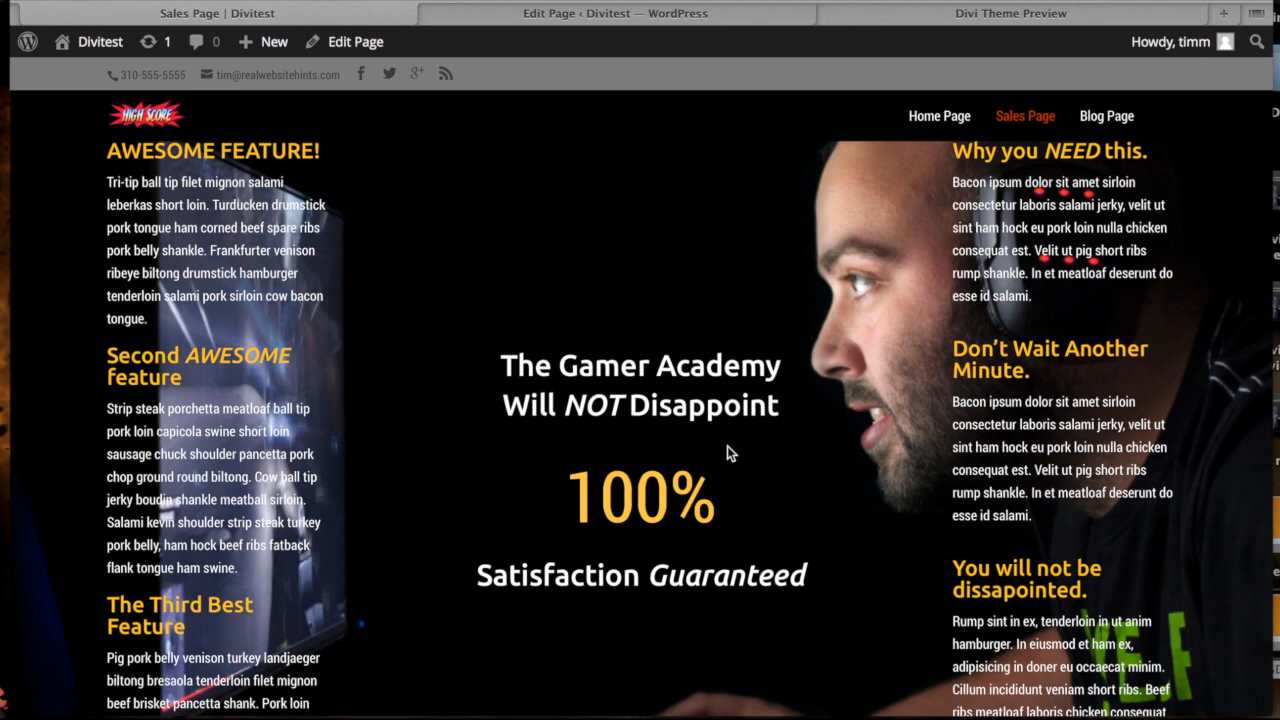 Sales Page | Divitest
Edit Page ‹ Divitest — WordPress
Divi Theme Preview
Divitest
1
0
New
Edit Page
Howdy, timm
310-555-5555
tim@realwebsitehints.com
HIGH SCORE
Home Page
Sales Page
Blog Page
AWESOME FEATURE!
Tri-tip ball tip filet mignon salami
leberkas short loin. Turducken drumstick
pork tongue ham corned beef spare ribs
pork belly shankle. Frankfurter venison
ribeye biltong drumstick hamburger
tenderloin salami pork sirloin cow bacon
tongue.
Second AWESOME
feature
Strip steak porchetta meatloaf ball tip
pork loin capicola swine short loin
sausage chuck shoulder pancetta pork
chop ground round biltong. Cow ball tip
jerky boudin shankle meatball sirloin.
Salami kevin shoulder strip steak turkey
pork belly, ham hock beef ribs fatback
flank tongue ham swine.
The Third Best
Feature
Pig pork belly venison turkey landjaeger
biltong bresaola tenderloin filet mignon
beef brisket pancetta shank. Pork loin
The Gamer Academy
Will NOT Disappoint
100%
Satisfaction Guaranteed
Why you NEED this.
Bacon ipsum dolor sit amet sirloin
consectetur laboris salami jerky, velit ut
sint ham hock eu pork loin nulla chicken
consequat est. Velit ut pig short ribs
rump shankle. In et meatloaf deserunt do
esse id salami.
Don't Wait Another
Minute.
Bacon ipsum dolor sit amet sirloin
consectetur laboris salami jerky, velit ut
sint ham hock eu pork loin nulla chicken
consequat est. Velit ut pig short ribs
rump shankle. In et meatloaf deserunt do
esse id salami.
You will not be
dissapointed.
Rump sint in ex, tenderloin in ut anim
hamburger. In eiusmod et ham ex,
adipisicing in doner eu occaecat minim.
Cillum incididunt veniam short ribs. Beef
ribs meatloaf laboris chicken consequat